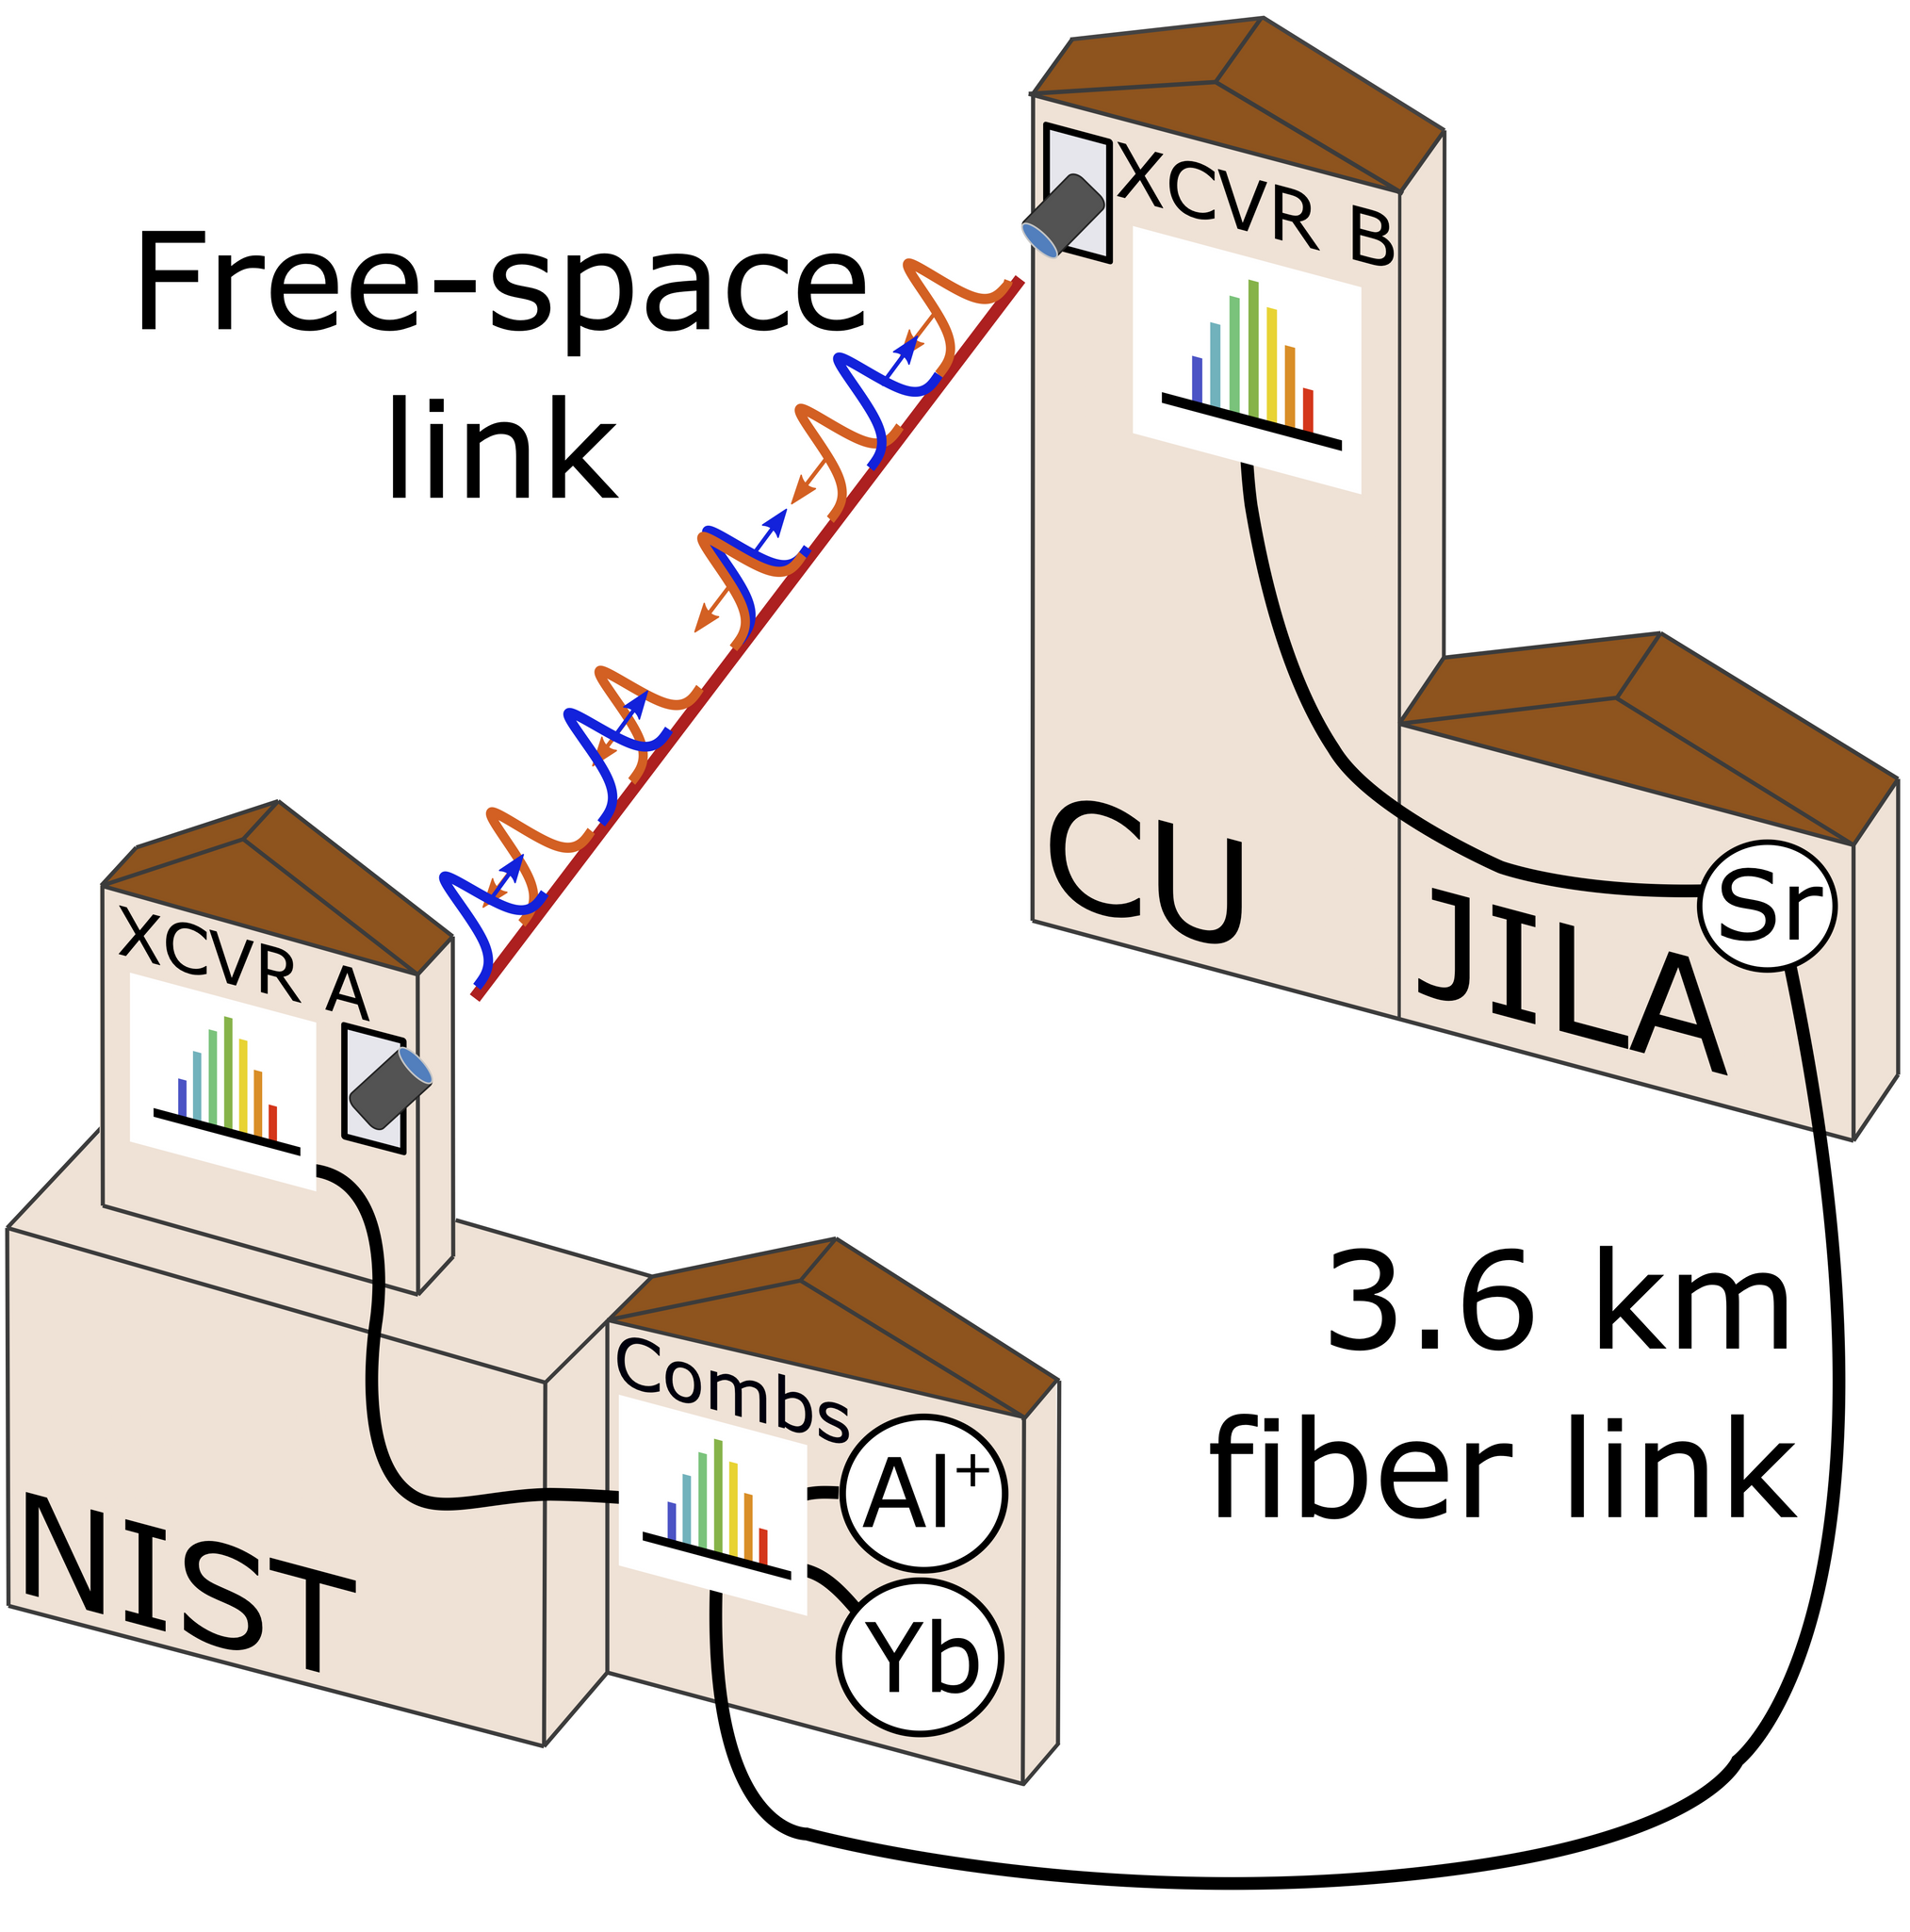 Free-space
link
XCVR B
CU
JILA
Sr
XCVR A
NIST
Combs
Al⁺
Yb
3.6 km
fiber link